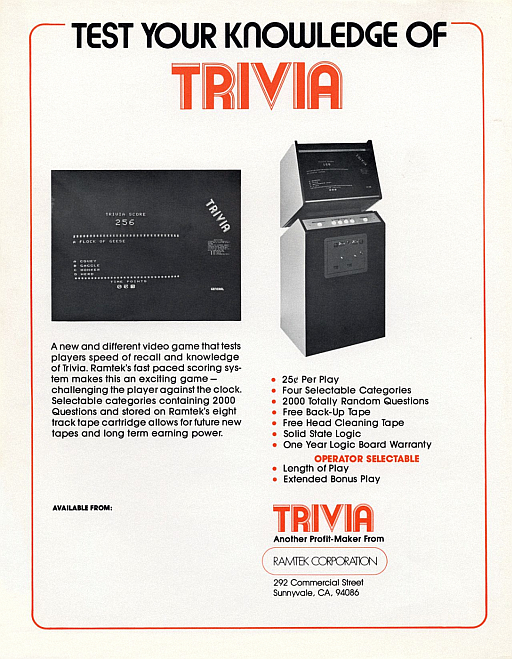 TEST YOUR KNOWLEDGE OF
TRIVIA
TRIVIA SCORE
256
A FLOCK OF GEESE
A COVEY
B GAGGLE
D HERD
TIME POINTS
TRIVIA
A new and different video game that tests
players speed of recall and knowledge
of Trivia. Ramtek's fast paced scoring sys-
tem makes this an exciting game –
challenging the player against the clock.
Selectable categories containing 2000
Questions and stored on Ramtek's eight
track tape cartridge allows for future new
tapes and long term earning power.
• 25¢ Per Play
• Four Selectable Categories
• 2000 Totally Random Questions
• Free Back-Up Tape
• Free Head Cleaning Tape
• Solid State Logic
• One Year Logic Board Warranty
OPERATOR SELECTABLE
• Length of Play
• Extended Bonus Play
AVAILABLE FROM:
TRIVIA
Another Profit-Maker From
RAMTEK CORPORATION
292 Commercial Street
Sunnyvale, CA. 94086